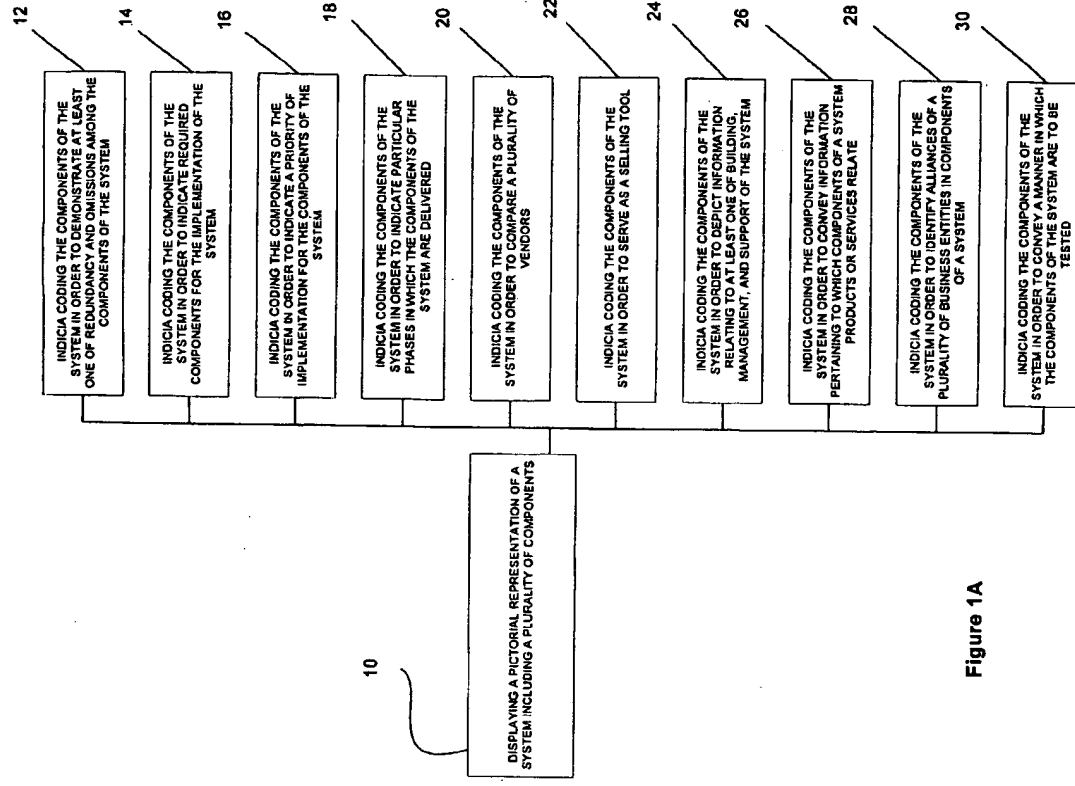 10
DISPLAYING A PICTORIAL REPRESENTATION OF A
SYSTEM INCLUDING A PLURALITY OF COMPONENTS
12
INDICIA CODING THE COMPONENTS OF THE
SYSTEM IN ORDER TO DEMONSTRATE AT LEAST
ONE OF REDUNDANCY AND OMISSIONS AMONG THE
COMPONENTS OF THE SYSTEM
14
INDICIA CODING THE COMPONENTS OF THE
SYSTEM IN ORDER TO INDICATE REQUIRED
COMPONENTS FOR THE IMPLEMENTATION OF THE
SYSTEM
16
INDICIA CODING THE COMPONENTS OF THE
SYSTEM IN ORDER TO INDICATE A PRIORITY OF
IMPLEMENTATION FOR THE COMPONENTS OF THE
SYSTEM
18
INDICIA CODING THE COMPONENTS OF THE
SYSTEM IN ORDER TO INDICATE PARTICULAR
PHASES IN WHICH THE COMPONENTS OF THE
SYSTEM ARE DELIVERED
20
INDICIA CODING THE COMPONENTS OF THE
SYSTEM IN ORDER TO COMPARE A PLURALITY OF
VENDORS
22
INDICIA CODING THE COMPONENTS OF THE
SYSTEM IN ORDER TO SERVE AS A SELLING TOOL
24
INDICIA CODING THE COMPONENTS OF THE
SYSTEM IN ORDER TO DEPICT INFORMATION
RELATING TO AT LEAST ONE OF BUILDING,
MANAGEMENT, AND SUPPORT OF THE SYSTEM
26
INDICIA CODING THE COMPONENTS OF THE
SYSTEM IN ORDER TO CONVEY INFORMATION
PERTAINING TO WHICH COMPONENTS OF A SYSTEM
PRODUCTS OR SERVICES RELATE
28
INDICIA CODING THE COMPONENTS OF THE
SYSTEM IN ORDER TO IDENTIFY ALLIANCES OF A
PLURALITY OF BUSINESS ENTITIES IN COMPONENTS
OF A SYSTEM
30
INDICIA CODING THE COMPONENTS OF THE
SYSTEM IN ORDER TO CONVEY A MANNER IN WHICH
THE COMPONENTS OF THE SYSTEM ARE TO BE
TESTED
Figure 1A